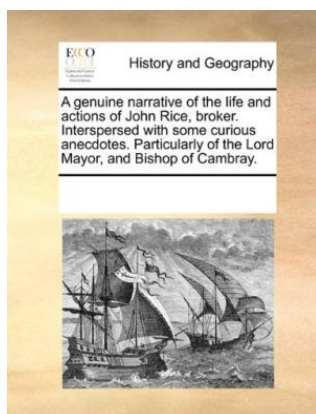 ECCO
History and Geography
A genuine narrative of the life and
actions of John Rice, broker.
Interspersed with some curious
anecdotes. Particularly of the Lord
Mayor, and Bishop of Cambray.